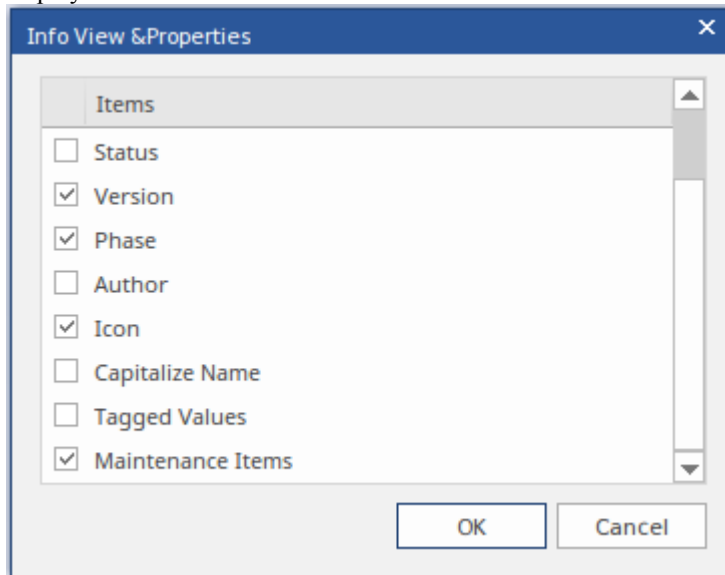 Info View &Properties
Items
Status
Version
Phase
Author
Icon
Capitalize Name
Tagged Values
Maintenance Items
OK
Cancel